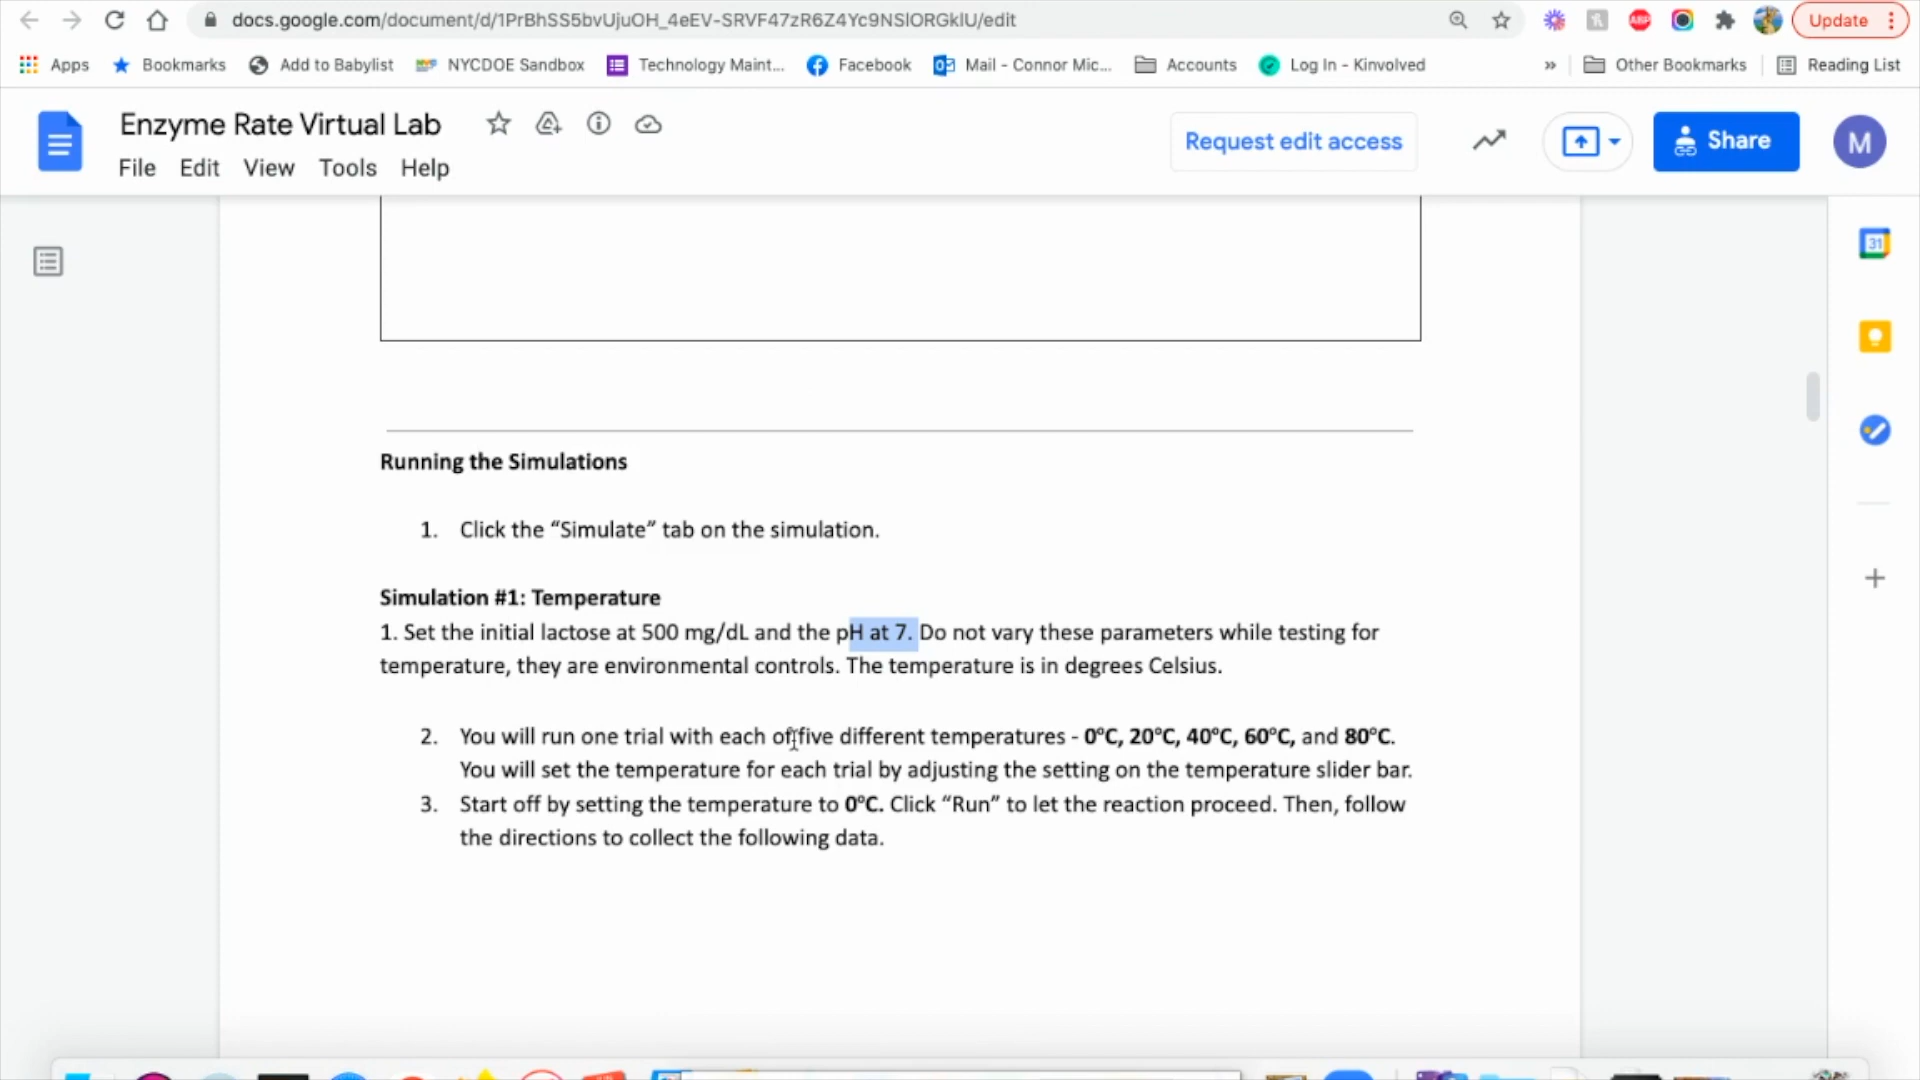 docs.google.com/document/d/1PrBhSS5bvUjuOH_4eEV-SRVF47zR6Z4Yc9NSlORGklU/edit
ABP
Update
Apps
Bookmarks
Add to Babylist
NYCDOE Sandbox
Technology Maint...
Facebook
Mail - Connor Mic...
Accounts
Log In - Kinvolved
»
Other Bookmarks
Reading List
Enzyme Rate Virtual Lab
File Edit View Tools Help
Request edit access
Share
M
31
Running the Simulations
1. Click the “Simulate” tab on the simulation.
Simulation #1: Temperature
1. Set the initial lactose at 500 mg/dL and the pH at 7. Do not vary these parameters while testing for
temperature, they are environmental controls. The temperature is in degrees Celsius.
2. You will run one trial with each of five different temperatures - 0°C, 20°C, 40°C, 60°C, and 80°C.
You will set the temperature for each trial by adjusting the setting on the temperature slider bar.
3. Start off by setting the temperature to 0°C. Click “Run” to let the reaction proceed. Then, follow
the directions to collect the following data.